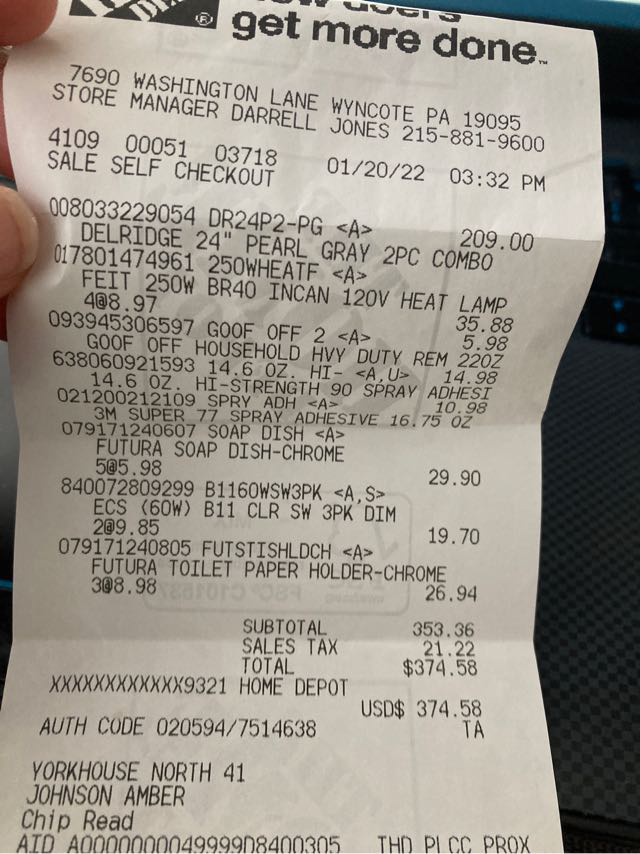 get more done.™
7690 WASHINGTON LANE WYNCOTE PA 19095
STORE MANAGER DARRELL JONES 215-881-9600
4109 00051 03718 01/20/22 03:32 PM
SALE SELF CHECKOUT
008033229054 DR24P2-PG <A> 209.00
DELRIDGE 24" PEARL GRAY 2PC COMBO
017801474961 250WHEATF <A>
FEIT 250W BR40 INCAN 120V HEAT LAMP
4@8.97 35.88
093945306597 GOOF OFF 2 <A> 5.98
GOOF OFF HOUSEHOLD HVY DUTY REM 22OZ
638060921593 14.6 OZ. HI- <A,U> 14.98
14.6 OZ. HI-STRENGTH 90 SPRAY ADHESI
021200212109 SPRY ADH <A> 10.98
3M SUPER 77 SPRAY ADHESIVE 16.75 OZ
079171240607 SOAP DISH <A>
FUTURA SOAP DISH-CHROME
5@5.98 29.90
840072809299 B1160WSW3PK <A,S>
ECS (60W) B11 CLR SW 3PK DIM
2@9.85 19.70
079171240805 FUTSTISHLDCH <A>
FUTURA TOILET PAPER HOLDER-CHROME
3@8.98 26.94
SUBTOTAL 353.36
SALES TAX 21.22
TOTAL $374.58
XXXXXXXXXXXX9321 HOME DEPOT
USD$ 374.58
AUTH CODE 020594/7514638 TA
YORKHOUSE NORTH 41
JOHNSON AMBER
Chip Read
AID A0000000049999D8400305 THD PLCC PROX